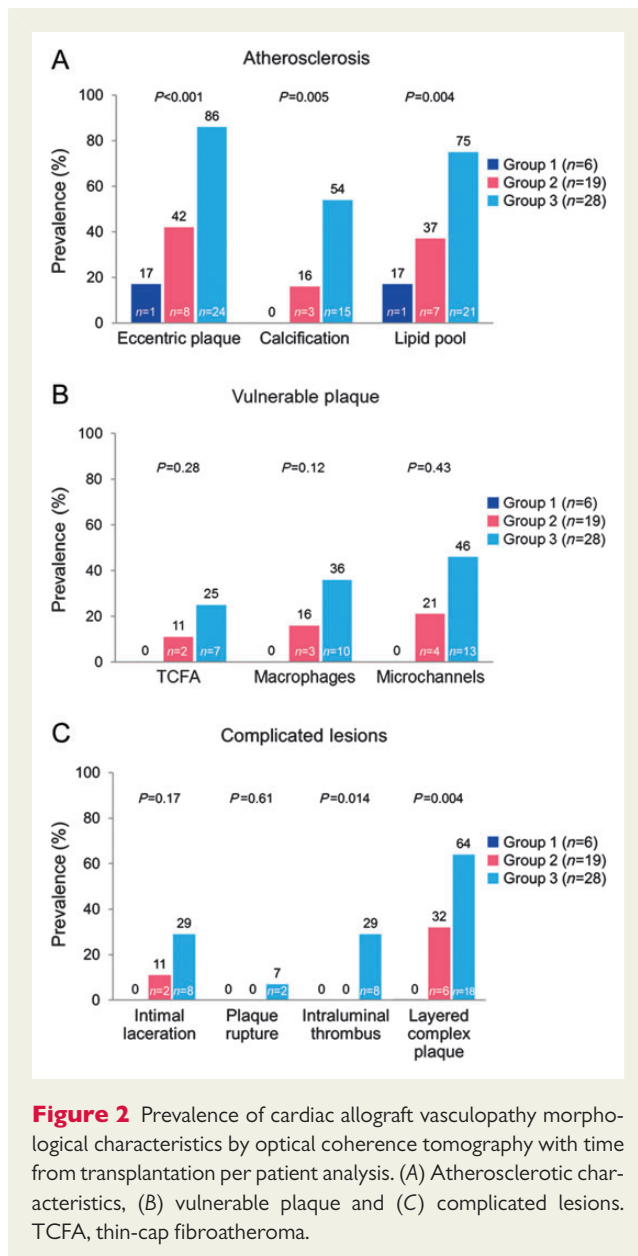 A
Atherosclerosis
Prevalence (%)
100
80
60
40
20
0
P<0.001
P=0.005
P=0.004
17
42
86
0
16
54
17
37
75
n=1
n=8
n=24
n=3
n=15
n=1
n=7
n=21
Eccentric plaque
Calcification
Lipid pool
Group 1 (n=6)
Group 2 (n=19)
Group 3 (n=28)
B
Vulnerable plaque
Prevalence (%)
100
80
60
40
20
0
P=0.28
P=0.12
P=0.43
0
11
25
0
16
36
0
21
46
n=2
n=7
n=3
n=10
n=4
n=13
TCFA
Macrophages
Microchannels
Group 1 (n=6)
Group 2 (n=19)
Group 3 (n=28)
C
Complicated lesions
Prevalence (%)
100
80
60
40
20
0
P=0.17
P=0.61
P=0.014
P=0.004
0
11
29
0
0
7
0
0
29
0
32
64
n=2
n=8
n=2
n=8
n=6
n=18
Intimal
laceration
Plaque
rupture
Intraluminal
thrombus
Layered
complex
plaque
Group 1 (n=6)
Group 2 (n=19)
Group 3 (n=28)
Figure 2 Prevalence of cardiac allograft vasculopathy morpho-
logical characteristics by optical coherence tomography with time
from transplantation per patient analysis. (A) Atherosclerotic char-
acteristics, (B) vulnerable plaque and (C) complicated lesions.
TCFA, thin-cap fibroatheroma.